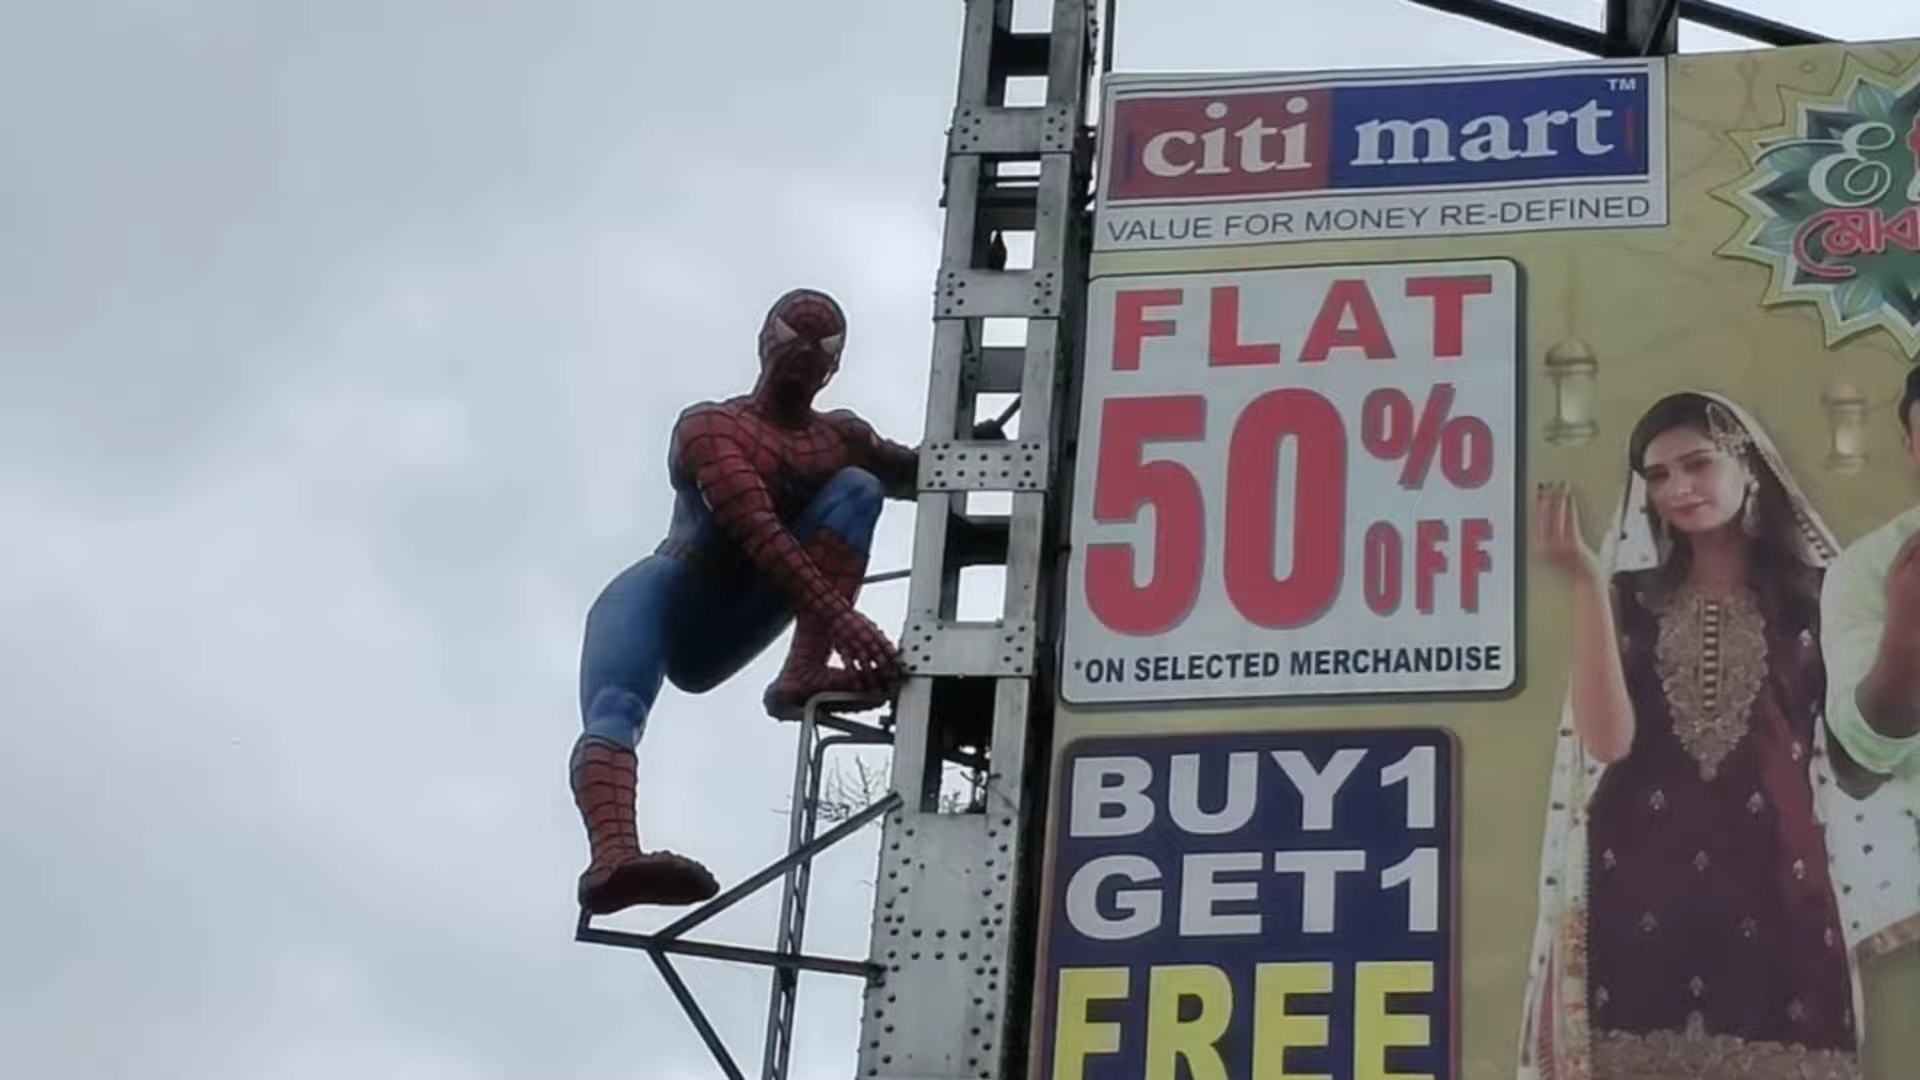 citi mart TM
VALUE FOR MONEY RE-DEFINED
FLAT
50% OFF
*ON SELECTED MERCHANDISE
BUY1
GET1
FREE